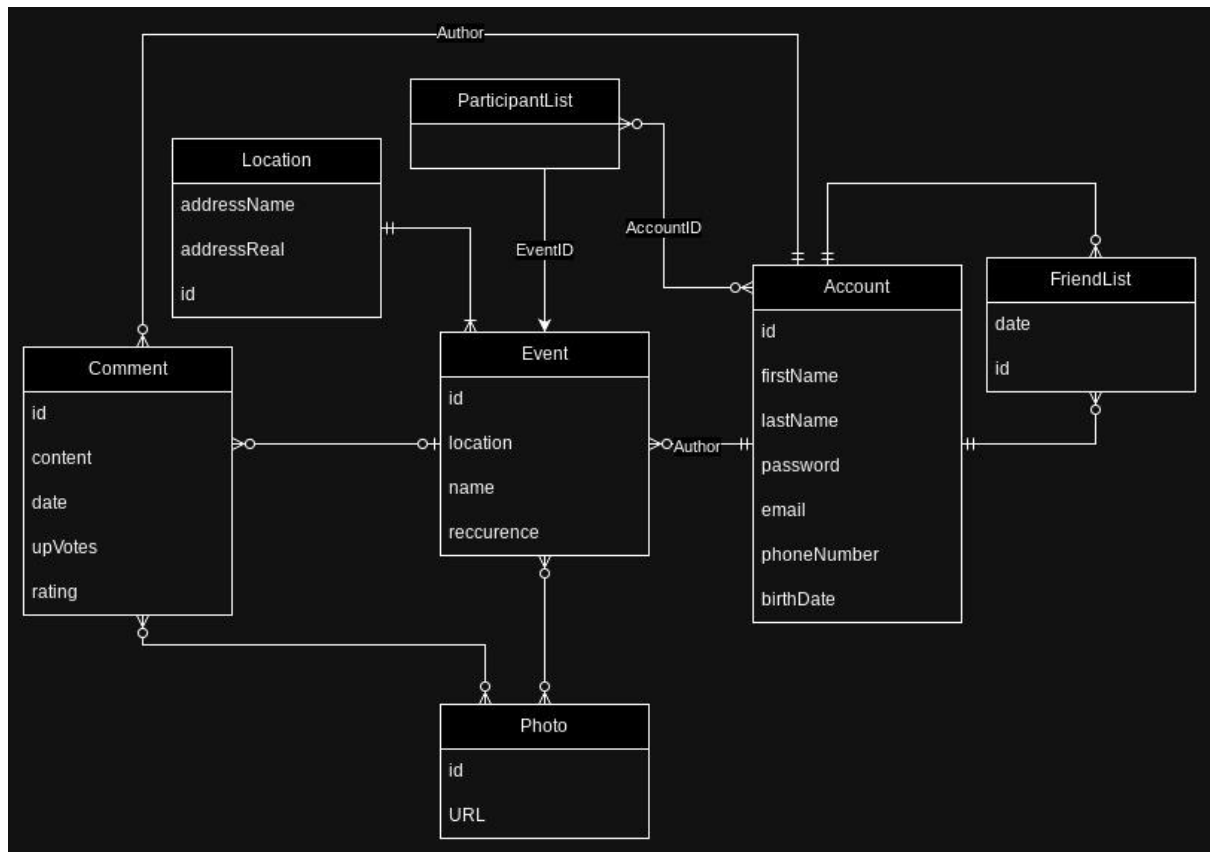 Author
ParticipantList
Location
addressName
addressReal
id
AccountID
EventID
Account
id
firstName
lastName
password
email
phoneNumber
birthDate
FriendList
date
id
Comment
id
content
date
upVotes
rating
Event
id
location
name
reccurence
Author
Photo
id
URL